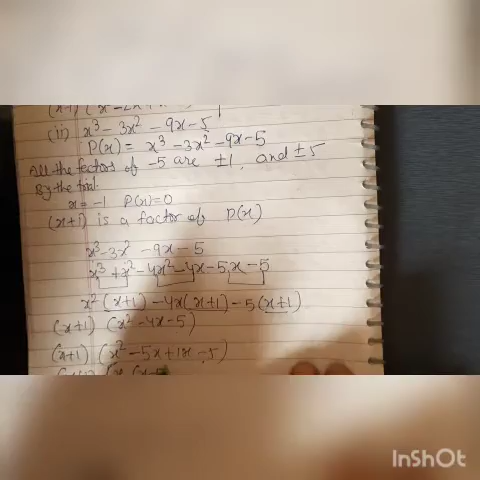 (ii) x³ - 3x² - 9x - 5
P(x) = x³ - 3x² - 9x - 5
All the factors of -5 are ±1, and ±5
By the trial
x = -1 P(x) = 0
(x+1) is a factor of P(x)
x³ - 3x² - 9x - 5
x³ + x² - 4x² - 4x - 5x - 5
x² (x+1) - 4x(x+1) - 5(x+1)
(x+1) (x² - 4x - 5)
(x+1) (x² - 5x + 1x - 5)
InShOt